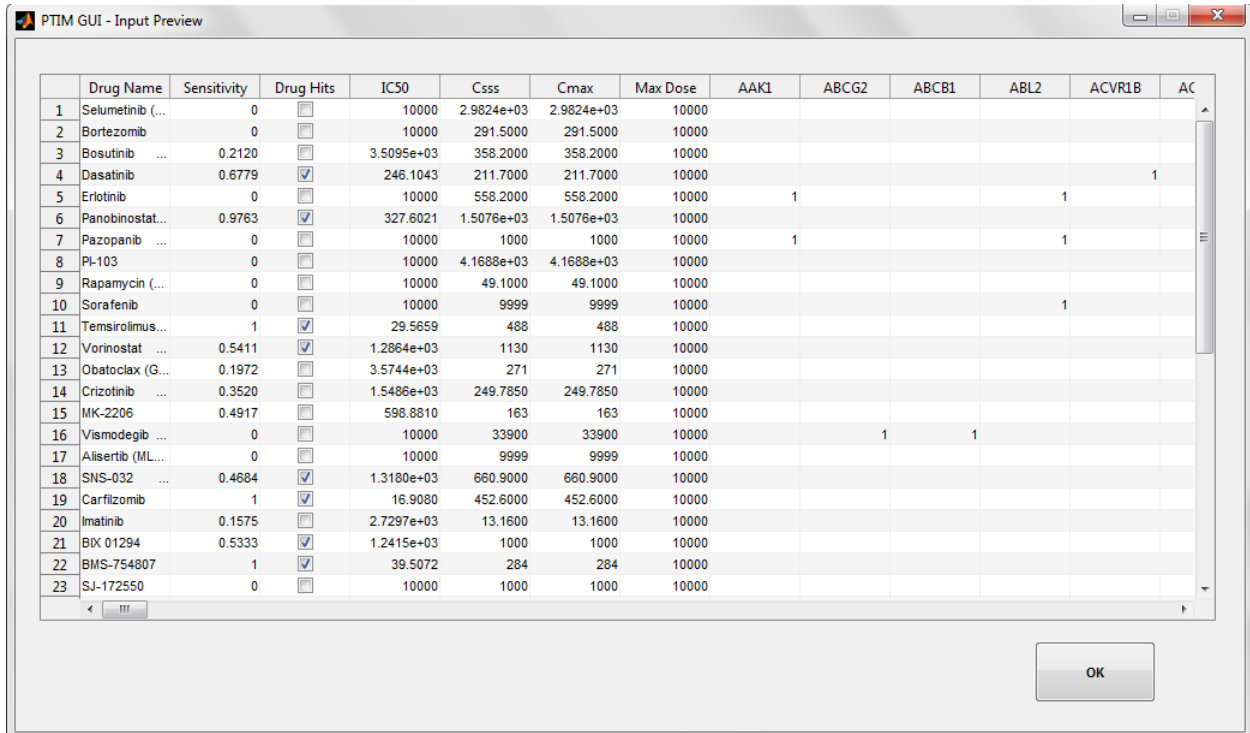 PTIM GUI - Input Preview
Drug Name Sensitivity Drug Hits IC50 Csss Cmax Max Dose AAK1 ABCG2 ABCB1 ABL2 ACVR1B AC
1 Selumetinib (... 0 10000 2.9824e+03 2.9824e+03 10000
2 Bortezomib 0 10000 291.5000 291.5000 10000
3 Bosutinib ... 0.2120 3.5095e+03 358.2000 358.2000 10000
4 Dasatinib 0.6779 246.1043 211.7000 211.7000 10000 1
5 Erlotinib 0 10000 558.2000 558.2000 10000 1 1
6 Panobinostat... 0.9763 327.6021 1.5076e+03 1.5076e+03 10000
7 Pazopanib ... 0 10000 1000 1000 10000 1 1
8 PI-103 0 10000 4.1688e+03 4.1688e+03 10000
9 Rapamycin (... 0 10000 49.1000 49.1000 10000
10 Sorafenib 0 10000 9999 9999 10000 1
11 Temsirolimus... 1 29.5659 488 488 10000
12 Vorinostat ... 0.5411 1.2864e+03 1130 1130 10000
13 Obatoclax (G... 0.1972 3.5744e+03 271 271 10000
14 Crizotinib ... 0.3520 1.5486e+03 249.7850 249.7850 10000
15 MK-2206 0.4917 598.8810 163 163 10000
16 Vismodegib ... 0 10000 33900 33900 10000 1 1
17 Alisertib (ML... 0 10000 9999 9999 10000
18 SNS-032 ... 0.4684 1.3180e+03 660.9000 660.9000 10000
19 Carfilzomib 1 16.9080 452.6000 452.6000 10000
20 Imatinib 0.1575 2.7297e+03 13.1600 13.1600 10000
21 BIX 01294 0.5333 1.2415e+03 1000 1000 10000
22 BMS-754807 1 39.5072 284 284 10000
23 SJ-172550 0 10000 1000 1000 10000
OK